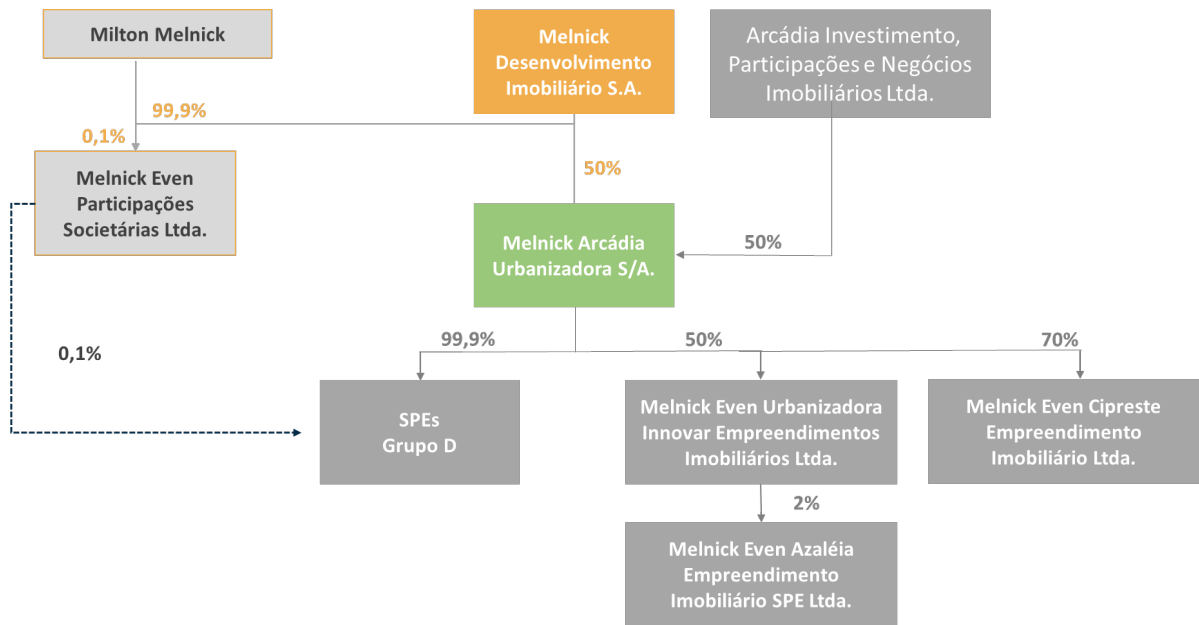 Milton Melnick
Melnick
Desenvolvimento
Imobiliário S.A.
Arcádia Investimento,
Participações e Negócios
Imobiliários Ltda.
99,9%
0,1%
Melnick Even
Participações
Societárias Ltda.
50%
Melnick Arcádia
Urbanizadora S/A.
50%
0,1%
99,9%
50%
70%
SPEs
Grupo D
Melnick Even Urbanizadora
Innovar Empreendimentos
Imobiliários Ltda.
Melnick Even Cipreste
Empreendimento
Imobiliário Ltda.
2%
Melnick Even Azaléia
Empreendimento
Imobiliário SPE Ltda.